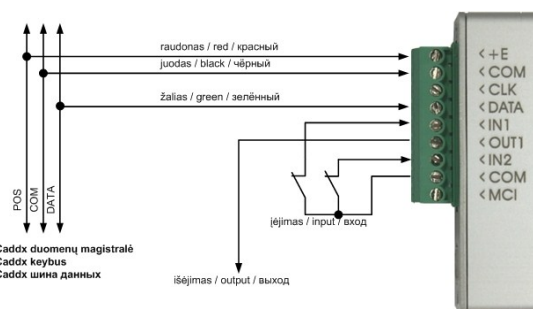 raudonas / red / красный
juodas / black / чёрный
žalias / green / зелённый
<+E
<COM
<CLK
<DATA
<IN1
<OUT1
<IN2
<COM
<MCI
POS
COM
DATA
įėjimas / input / вход
Caddx duomenų magistralė
Caddx keybus
Caddx шина данных
išėjimas / output / выход